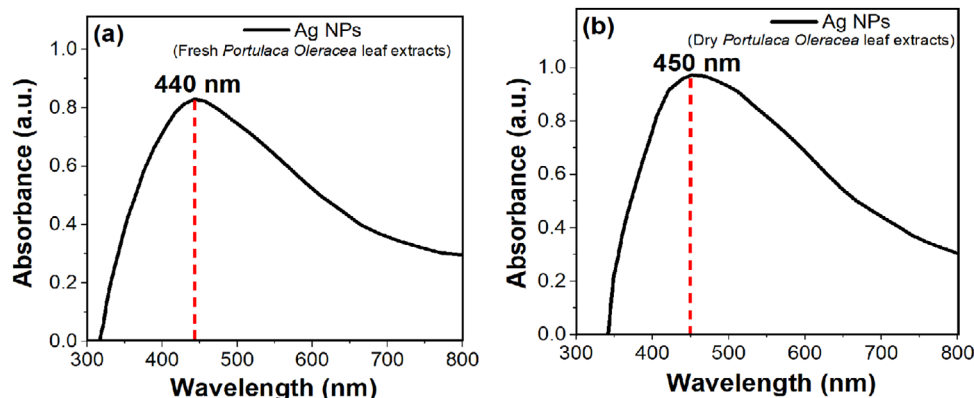 (a)
Ag NPs
(Fresh Portulaca Oleracea leaf extracts)
440 nm
1.0
0.8
0.6
0.4
0.2
0.0
300 400 500 600 700 800
Wavelength (nm)
Absorbance (a.u.)
(b)
Ag NPs
(Dry Portulaca Oleracea leaf extracts)
450 nm
1.0
0.8
0.6
0.4
0.2
0.0
300 400 500 600 700 800
Wavelength (nm)
Absorbance (a.u.)